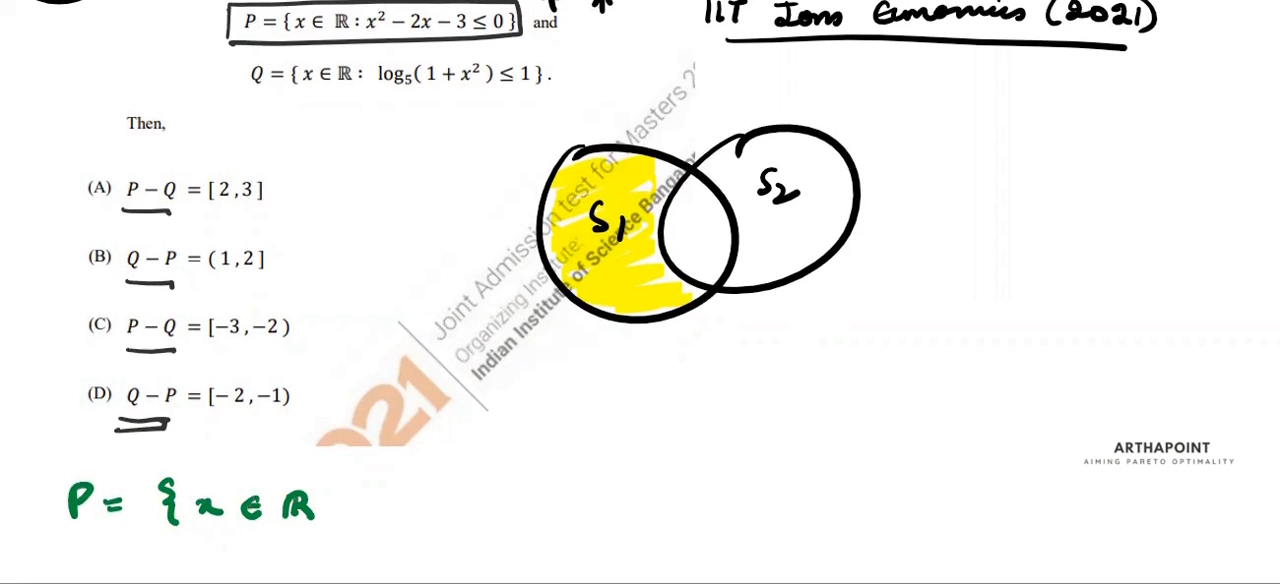 P = { x ∈ ℝ : x² − 2x − 3 ≤ 0 } and
IIT Jam Economics (2021)
Q = { x ∈ ℝ : log₅( 1 + x² ) ≤ 1 }.
Then,
(A) P − Q = [ 2 , 3 ]
(B) Q − P = ( 1 , 2 ]
(C) P − Q = [−3 , −2 )
(D) Q − P = [− 2 , −1)
S₁
S₂
Joint Admission test for Masters 2
Organizing Institute:
Indian Institute of Science Bangal
021
ARTHAPOINT
AIMING PARETO OPTIMALITY
P = { x ∈ ℝ